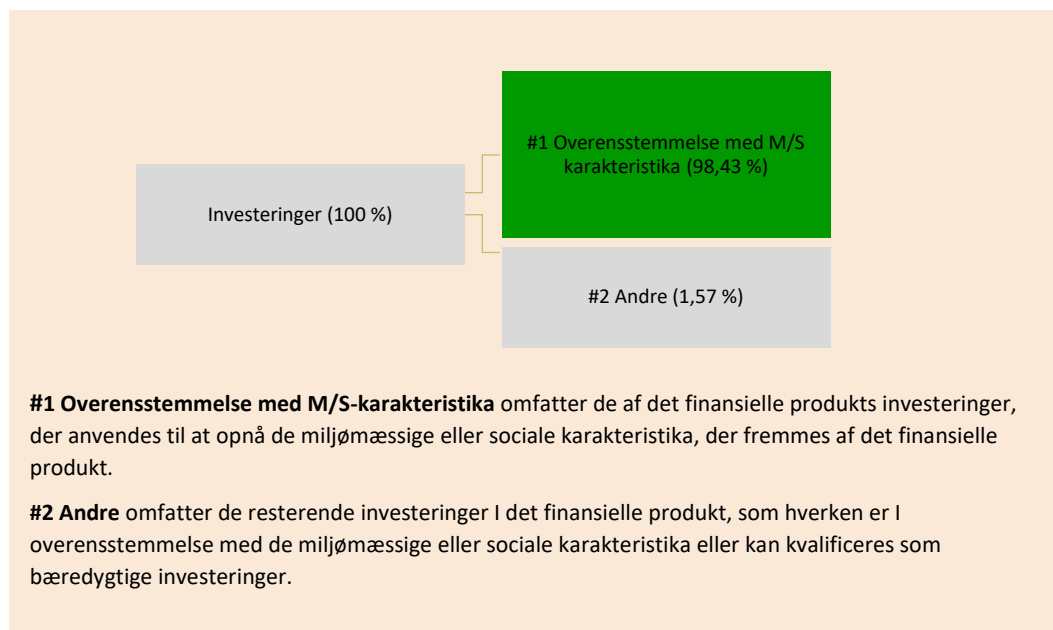 #1 Overensstemmelse med M/S
karakteristika (98,43 %)
Investeringer (100 %)
#2 Andre (1,57 %)
#1 Overensstemmelse med M/S-karakteristika omfatter de af det finansielle produkts investeringer,
der anvendes til at opnå de miljømæssige eller sociale karakteristika, der fremmes af det finansielle
produkt.
#2 Andre omfatter de resterende investeringer I det finansielle produkt, som hverken er I
overensstemmelse med de miljømæssige eller sociale karakteristika eller kan kvalificeres som
bæredygtige investeringer.